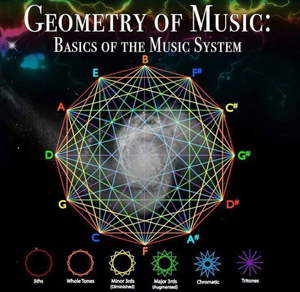 GEOMETRY OF MUSIC:
BASICS OF THE MUSIC SYSTEM
B
E F#
A C#
D G#
G D#
C A#
F
5ths Whole Tones Minor 3rds Major 3rds Chromatic Tritones
(Diminished) (Augmented)